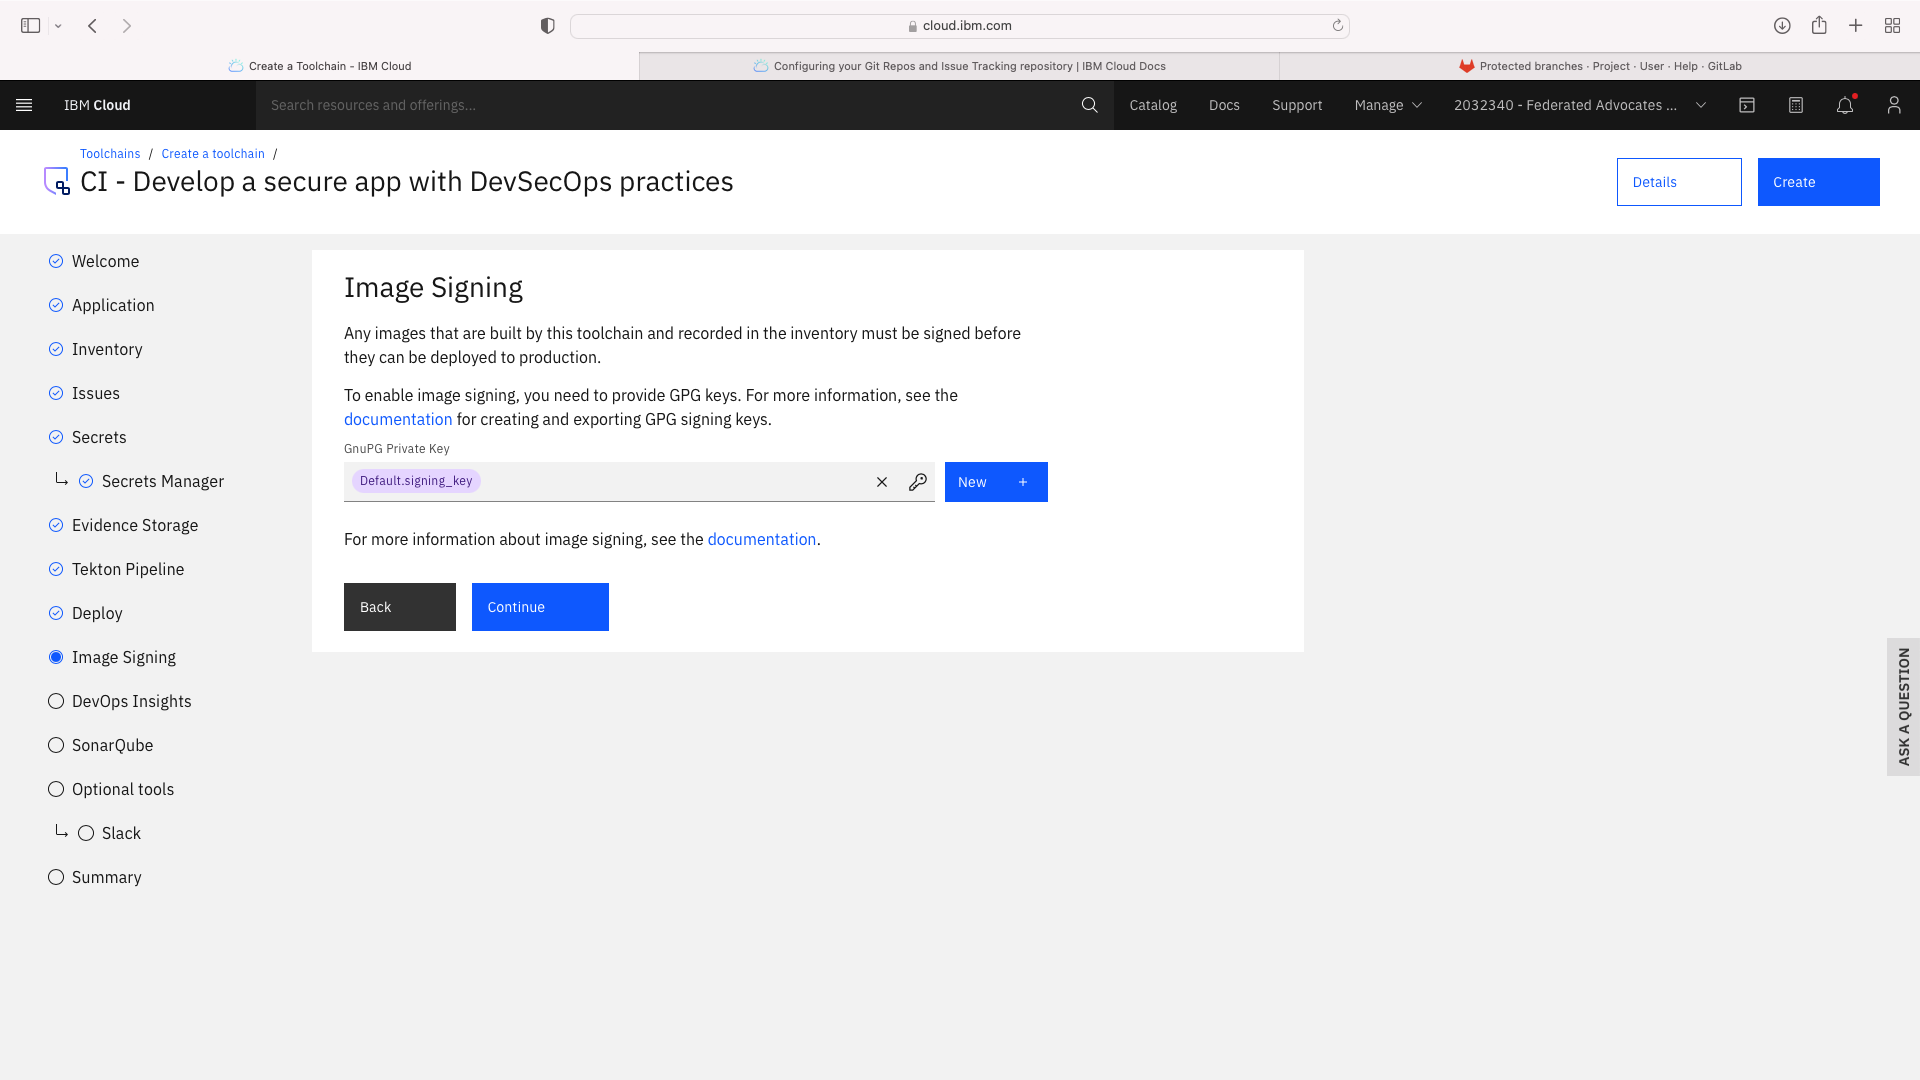 cloud.ibm.com
Create a Toolchain - IBM Cloud
Configuring your Git Repos and Issue Tracking repository | IBM Cloud Docs
Protected branches · Project · User · Help · GitLab
IBM Cloud
Search resources and offerings...
Catalog
Docs
Support
Manage
2032340 - Federated Advocates ...
Toolchains / Create a toolchain /
CI - Develop a secure app with DevSecOps practices
Details
Create
Welcome
Application
Inventory
Issues
Secrets
Secrets Manager
Evidence Storage
Tekton Pipeline
Deploy
Image Signing
DevOps Insights
SonarQube
Optional tools
Slack
Summary
Image Signing
Any images that are built by this toolchain and recorded in the inventory must be signed before
they can be deployed to production.
To enable image signing, you need to provide GPG keys. For more information, see the
documentation for creating and exporting GPG signing keys.
GnuPG Private Key
Default.signing_key
New +
For more information about image signing, see the documentation.
Back
Continue
ASK A QUESTION